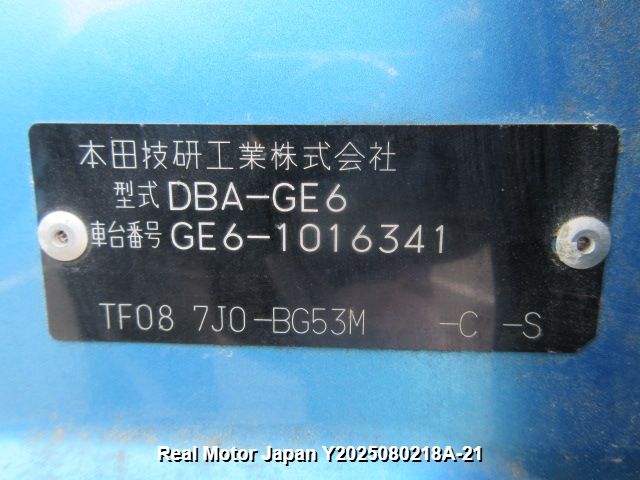 本田技研工業株式会社
型式 DBA-GE6
車台番号 GE6-1016341
TF08 7J0-BG53M -C -S
Real Motor Japan Y2025080218A-21